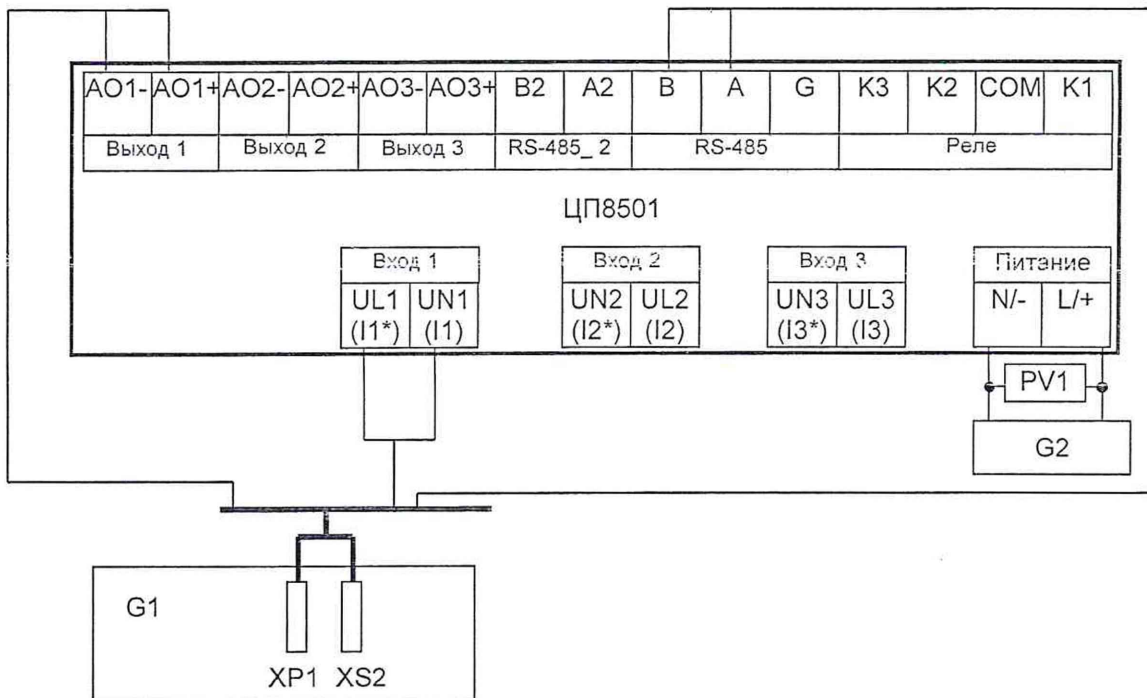 AO1- AO1+ AO2- AO2+ AO3- AO3+ B2 A2 B A G K3 K2 COM K1
Выход 1 Выход 2 Выход 3 RS-485_ 2 RS-485 Реле
ЦП8501
Вход 1 Вход 2 Вход 3 Питание
UL1 UN1 UN2 UL2 UN3 UL3 N/- L/+
(I1*) (I1) (I2*) (I2) (I3*) (I3)
PV1
G2
G1
XP1 XS2